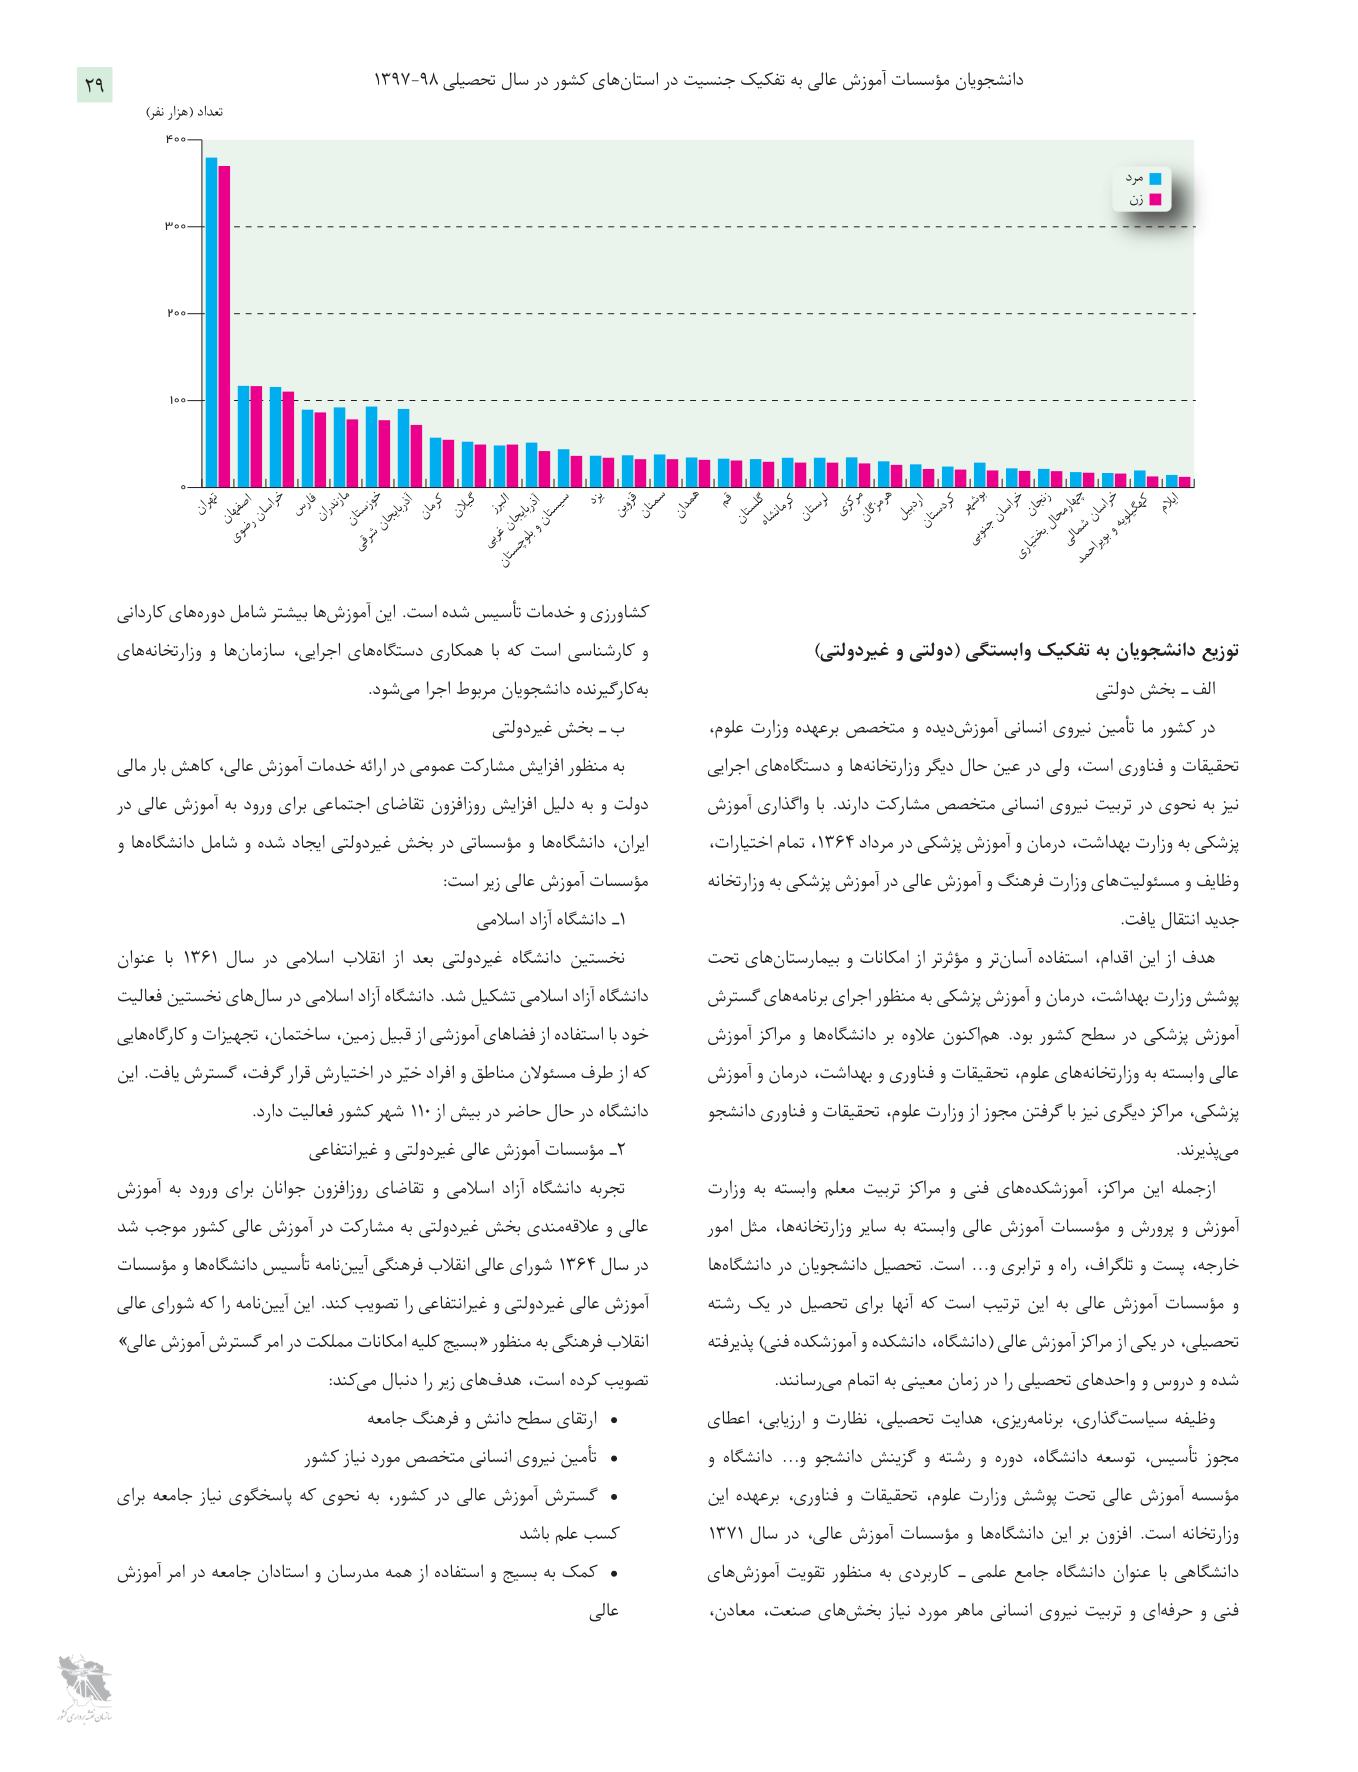 ۲۹
دانشجویان مؤسسات آموزش عالی به تفکیک جنسیت در استان‌های کشور در سال تحصیلی ۹۸-۱۳۹۷
تعداد (هزار نفر)
۴۰۰
۳۰۰
۲۰۰
۱۰۰
۰
مرد
زن
تهران
اصفهان
خراسان رضوی
فارس
مازندران
خوزستان
آذربایجان شرقی
کرمان
گیلان
البرز
آذربایجان غربی
سیستان و بلوچستان
یزد
قزوین
سمنان
همدان
قم
گلستان
کرمانشاه
لرستان
مرکزی
هرمزگان
اردبیل
کردستان
بوشهر
خراسان جنوبی
زنجان
چهارمحال بختیاری
خراسان شمالی
کهگیلویه و بویراحمد
ایلام
توزیع دانشجویان به تفکیک وابستگی (دولتی و غیردولتی)
الف ـ بخش دولتی
در کشور ما تأمین نیروی انسانی آموزش‌دیده و متخصص برعهده وزارت علوم،
تحقیقات و فناوری است، ولی در عین حال دیگر وزارتخانه‌ها و دستگاه‌های اجرایی
نیز به نحوی در تربیت نیروی انسانی متخصص مشارکت دارند. با واگذاری آموزش
پزشکی به وزارت بهداشت، درمان و آموزش پزشکی در مرداد ۱۳۶۴، تمام اختیارات،
وظایف و مسئولیت‌های وزارت فرهنگ و آموزش عالی در آموزش پزشکی به وزارتخانه
جدید انتقال یافت.
هدف از این اقدام، استفاده آسان‌تر و مؤثرتر از امکانات و بیمارستان‌های تحت
پوشش وزارت بهداشت، درمان و آموزش پزشکی به منظور اجرای برنامه‌های گسترش
آموزش پزشکی در سطح کشور بود. هم‌اکنون علاوه بر دانشگاه‌ها و مراکز آموزش
عالی وابسته به وزارتخانه‌های علوم، تحقیقات و فناوری و بهداشت، درمان و آموزش
پزشکی، مراکز دیگری نیز با گرفتن مجوز از وزارت علوم، تحقیقات و فناوری دانشجو
می‌پذیرند.
ازجمله این مراکز، آموزشکده‌های فنی و مراکز تربیت معلم وابسته به وزارت
آموزش و پرورش و مؤسسات آموزش عالی وابسته به سایر وزارتخانه‌ها، مثل امور
خارجه، پست و تلگراف، راه و ترابری و... است. تحصیل دانشجویان در دانشگاه‌ها
و مؤسسات آموزش عالی به این ترتیب است که آنها برای تحصیل در یک رشته
تحصیلی، در یکی از مراکز آموزش عالی (دانشگاه، دانشکده و آموزشکده فنی) پذیرفته
شده و دروس و واحدهای تحصیلی را در زمان معینی به اتمام می‌رسانند.
وظیفه سیاست‌گذاری، برنامه‌ریزی، هدایت تحصیلی، نظارت و ارزیابی، اعطای
مجوز تأسیس، توسعه دانشگاه، دوره و رشته و گزینش دانشجو و... دانشگاه و
مؤسسه آموزش عالی تحت پوشش وزارت علوم، تحقیقات و فناوری، برعهده این
وزارتخانه است. افزون بر این دانشگاه‌ها و مؤسسات آموزش عالی، در سال ۱۳۷۱
دانشگاهی با عنوان دانشگاه جامع علمی ـ کاربردی به منظور تقویت آموزش‌های
فنی و حرفه‌ای و تربیت نیروی انسانی ماهر مورد نیاز بخش‌های صنعت، معادن،
کشاورزی و خدمات تأسیس شده است. این آموزش‌ها بیشتر شامل دوره‌های کاردانی
و کارشناسی است که با همکاری دستگاه‌های اجرایی، سازمان‌ها و وزارتخانه‌های
به‌کارگیرنده دانشجویان مربوط اجرا می‌شود.
ب ـ بخش غیردولتی
به منظور افزایش مشارکت عمومی در ارائه خدمات آموزش عالی، کاهش بار مالی
دولت و به دلیل افزایش روزافزون تقاضای اجتماعی برای ورود به آموزش عالی در
ایران، دانشگاه‌ها و مؤسساتی در بخش غیردولتی ایجاد شده و شامل دانشگاه‌ها و
مؤسسات آموزش عالی زیر است:
۱ـ دانشگاه آزاد اسلامی
نخستین دانشگاه غیردولتی بعد از انقلاب اسلامی در سال ۱۳۶۱ با عنوان
دانشگاه آزاد اسلامی تشکیل شد. دانشگاه آزاد اسلامی در سال‌های نخستین فعالیت
خود با استفاده از فضاهای آموزشی از قبیل زمین، ساختمان، تجهیزات و کارگاه‌هایی
که از طرف مسئولان مناطق و افراد خیّر در اختیارش قرار گرفت، گسترش یافت. این
دانشگاه در حال حاضر در بیش از ۱۱۰ شهر کشور فعالیت دارد.
۲ـ مؤسسات آموزش عالی غیردولتی و غیرانتفاعی
تجربه دانشگاه آزاد اسلامی و تقاضای روزافزون جوانان برای ورود به آموزش
عالی و علاقه‌مندی بخش غیردولتی به مشارکت در آموزش عالی کشور موجب شد
در سال ۱۳۶۴ شورای عالی انقلاب فرهنگی آیین‌نامه تأسیس دانشگاه‌ها و مؤسسات
آموزش عالی غیردولتی و غیرانتفاعی را تصویب کند. این آیین‌نامه را که شورای عالی
انقلاب فرهنگی به منظور «بسیج کلیه امکانات مملکت در امر گسترش آموزش عالی»
تصویب کرده است، هدف‌های زیر را دنبال می‌کند:
• ارتقای سطح دانش و فرهنگ جامعه
• تأمین نیروی انسانی متخصص مورد نیاز کشور
• گسترش آموزش عالی در کشور، به نحوی که پاسخگوی نیاز جامعه برای
کسب علم باشد
• کمک به بسیج و استفاده از همه مدرسان و استادان جامعه در امر آموزش
عالی
سازمان نقشه برداری کشور